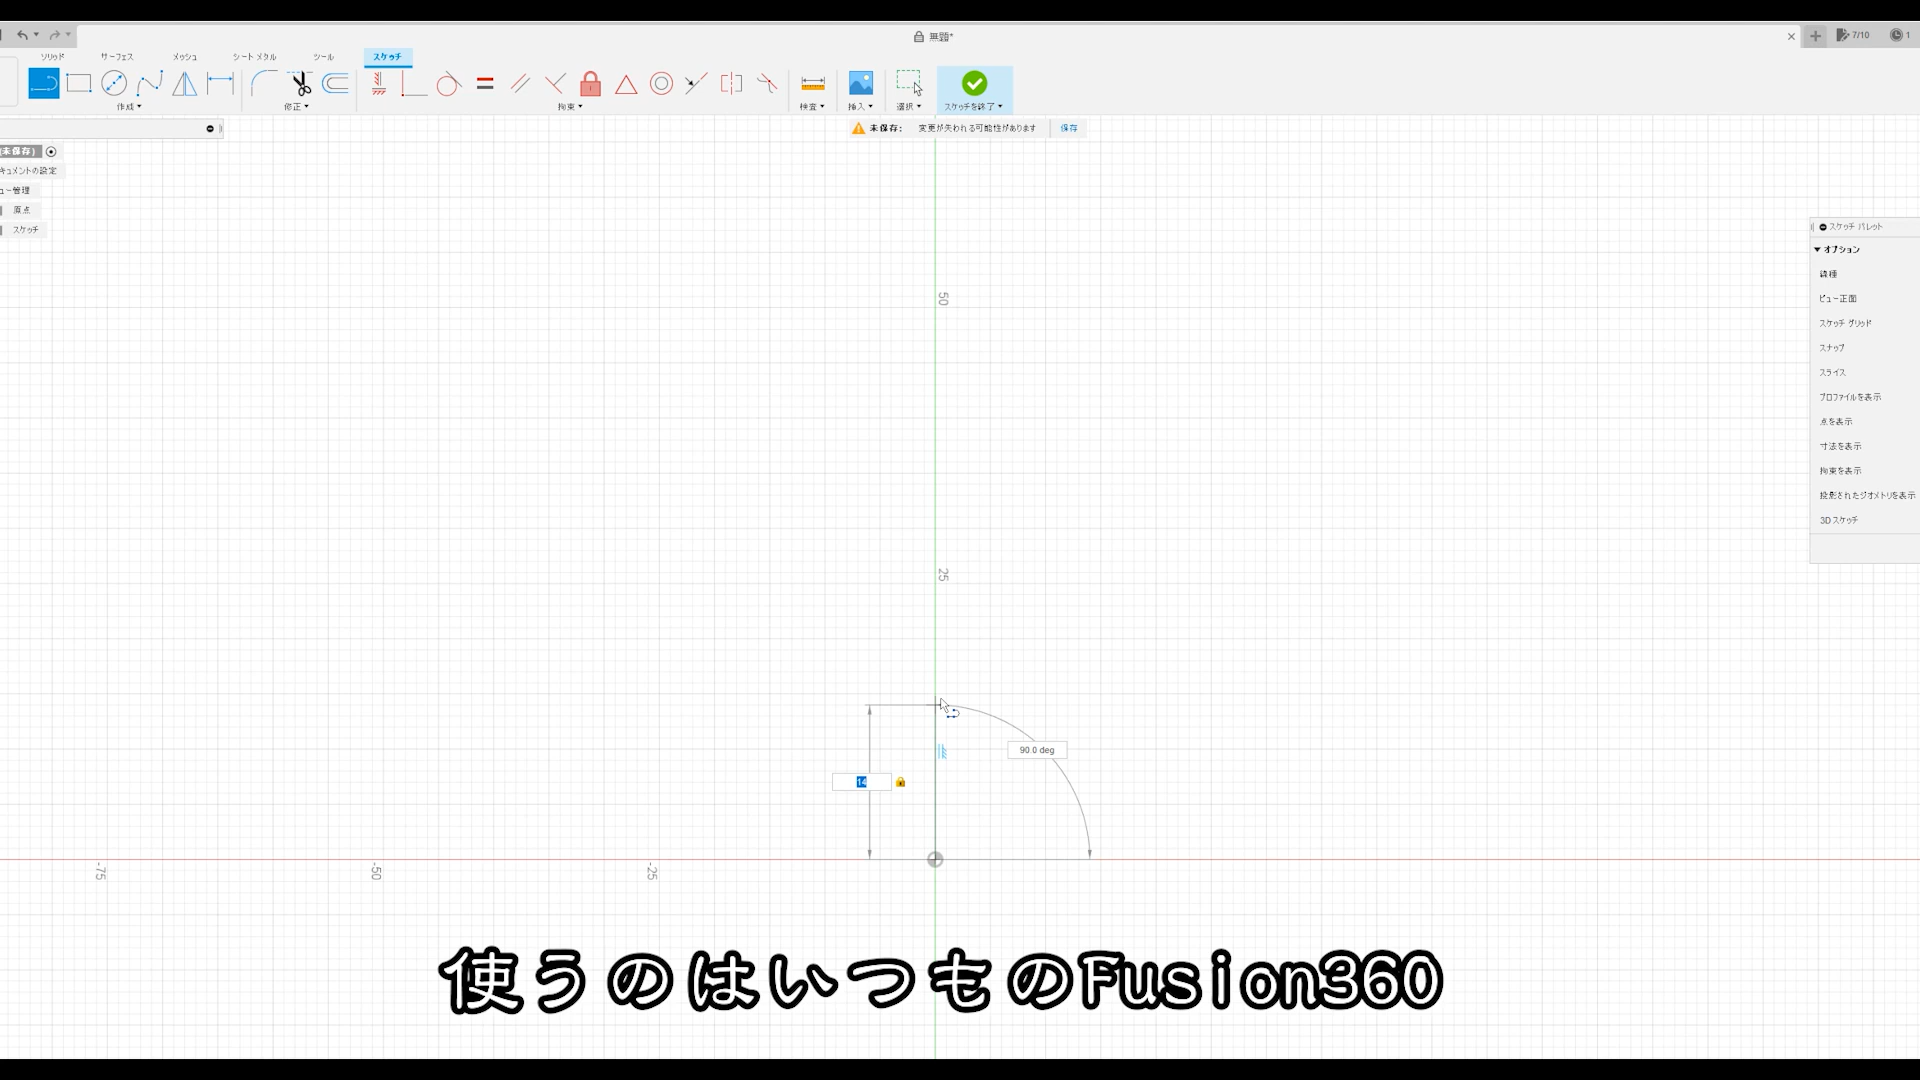 無題*
7/10
1
ソリッド サーフェス メッシュ シート メタル ツール スケッチ
作成 修正 拘束 検査 挿入 選択 スケッチを終了
未保存: 変更が失われる可能性があります 保存
未保存)
キュメントの設定
ュー管理
原点
スケッチ
スケッチ パレット
オプション
線種
ビュー正面
スケッチ グリッド
スナップ
スライス
プロファイルを表示
点を表示
寸法を表示
拘束を表示
投影されたジオメトリを表示
3D スケッチ
50
25
90.0 deg
14
-75 -50 -25
使うのはいつものFusion360